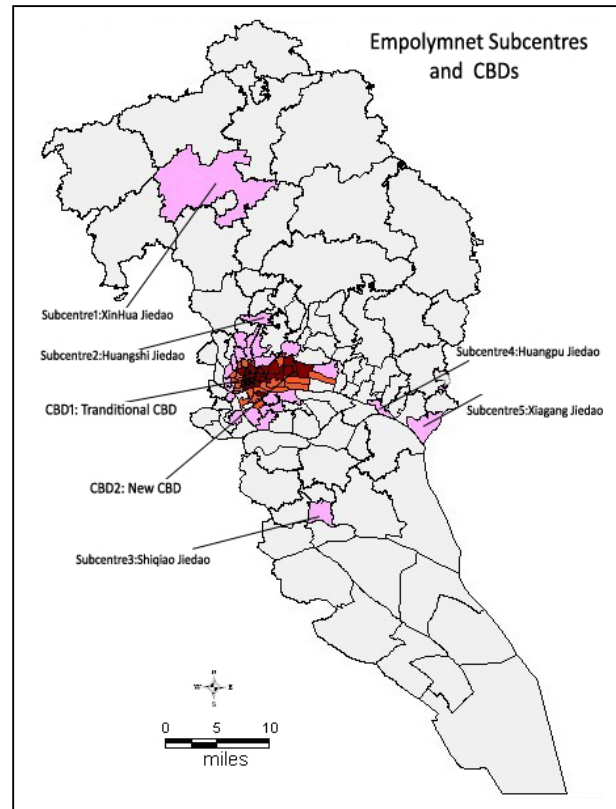 Empolymnet Subcentres
and CBDs
Subcentre1:XinHua Jiedao
Subcentre2:Huangshi Jiedao
Subcentre4:Huangpu Jiedao
CBD1: Tranditional CBD
Subcentre5:Xiagang Jiedao
CBD2: New CBD
Subcentre3:Shiqiao Jiedao
N
W E
S
0 5 10
miles